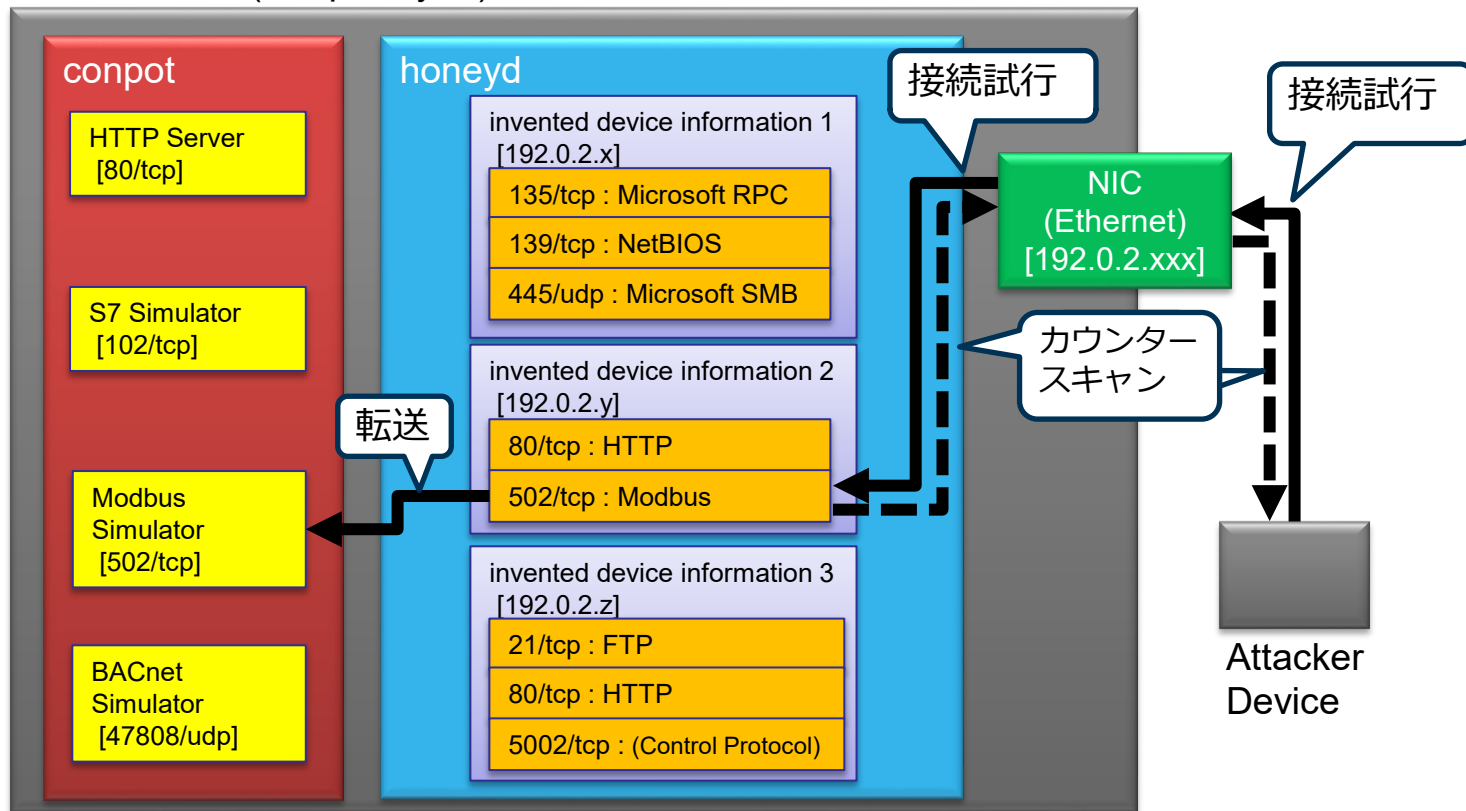 conpot
HTTP Server
[80/tcp]
S7 Simulator
[102/tcp]
Modbus
Simulator
[502/tcp]
BACnet
Simulator
[47808/udp]
転送
honeyd
invented device information 1
[192.0.2.x]
135/tcp : Microsoft RPC
139/tcp : NetBIOS
445/udp : Microsoft SMB
invented device information 2
[192.0.2.y]
80/tcp : HTTP
502/tcp : Modbus
invented device information 3
[192.0.2.z]
21/tcp : FTP
80/tcp : HTTP
5002/tcp : (Control Protocol)
接続試行
NIC
(Ethernet)
[192.0.2.xxx]
接続試行
カウンター
スキャン
Attacker
Device